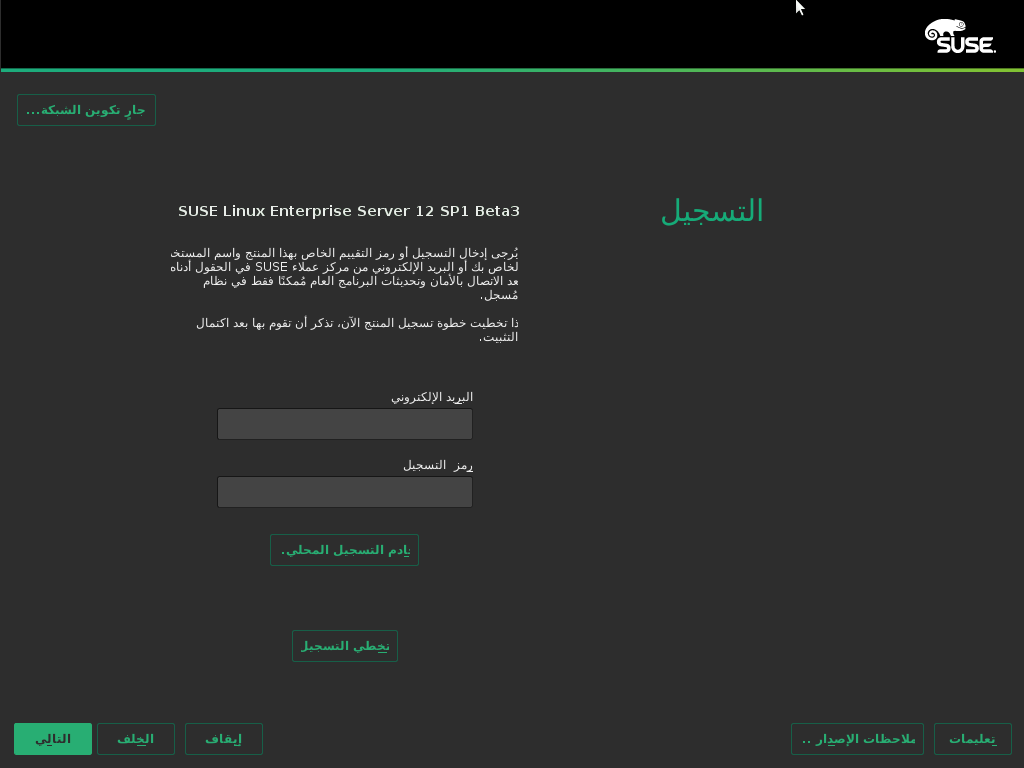 SUSE.
جارٍ تكوين الشبكة...
التسجيل
SUSE Linux Enterprise Server 12 SP1 Beta3
يُرجى إدخال التسجيل أو رمز التقييم الخاص بهذا المنتج واسم المستخد
لخاص بك أو البريد الإلكتروني من مركز عملاء SUSE في الحقول أدناه
عد الاتصال بالأمان وتحديثات البرنامج العام مُمكنًا فقط في نظام
مُسجل.
ذا تخطيت خطوة تسجيل المنتج الآن، تذكر أن تقوم بها بعد اكتمال
التثبيت.
البريد الإلكتروني
رمز التسجيل
خادم التسجيل المحلي.
تخطي التسجيل
تعليمات
ملاحظات الإصدار ..
إيقاف
الخلف
التالي